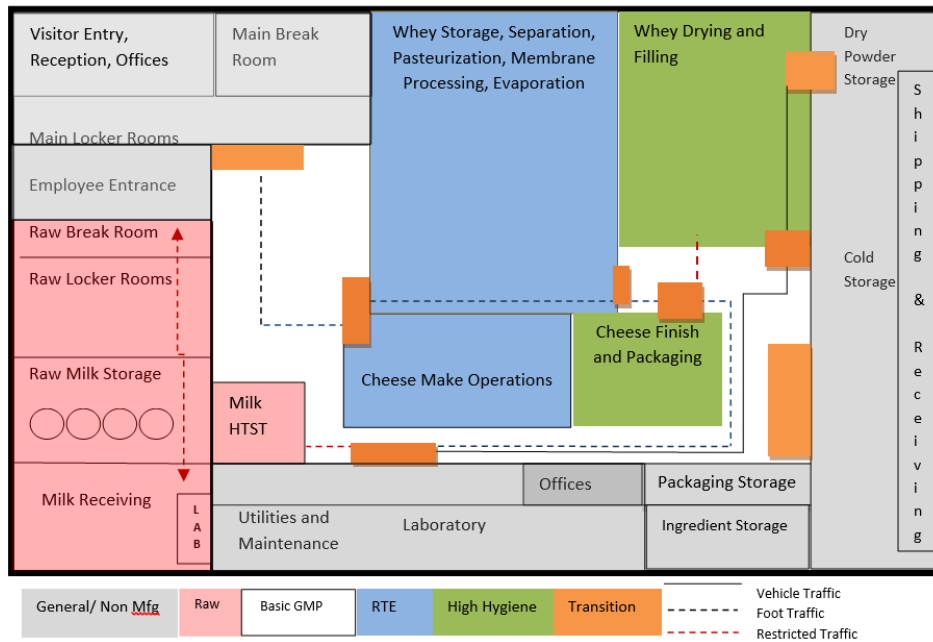 Visitor Entry,
Reception, Offices
Main Break
Room
Whey Storage, Separation,
Pasteurization, Membrane
Processing, Evaporation
Whey Drying and
Filling
Dry
Powder
Storage
Main Locker Rooms
Employee Entrance
Raw Break Room
Raw Locker Rooms
Cold
Storage
Shipping & Receiving
Cheese Finish
and Packaging
Cheese Make Operations
Raw Milk Storage
Milk
HTST
Milk Receiving
LAB
Utilities and
Maintenance
Laboratory
Offices
Packaging Storage
Ingredient Storage
General/ Non Mfg
Raw
Basic GMP
RTE
High Hygiene
Transition
Vehicle Traffic
Foot Traffic
Restricted Traffic